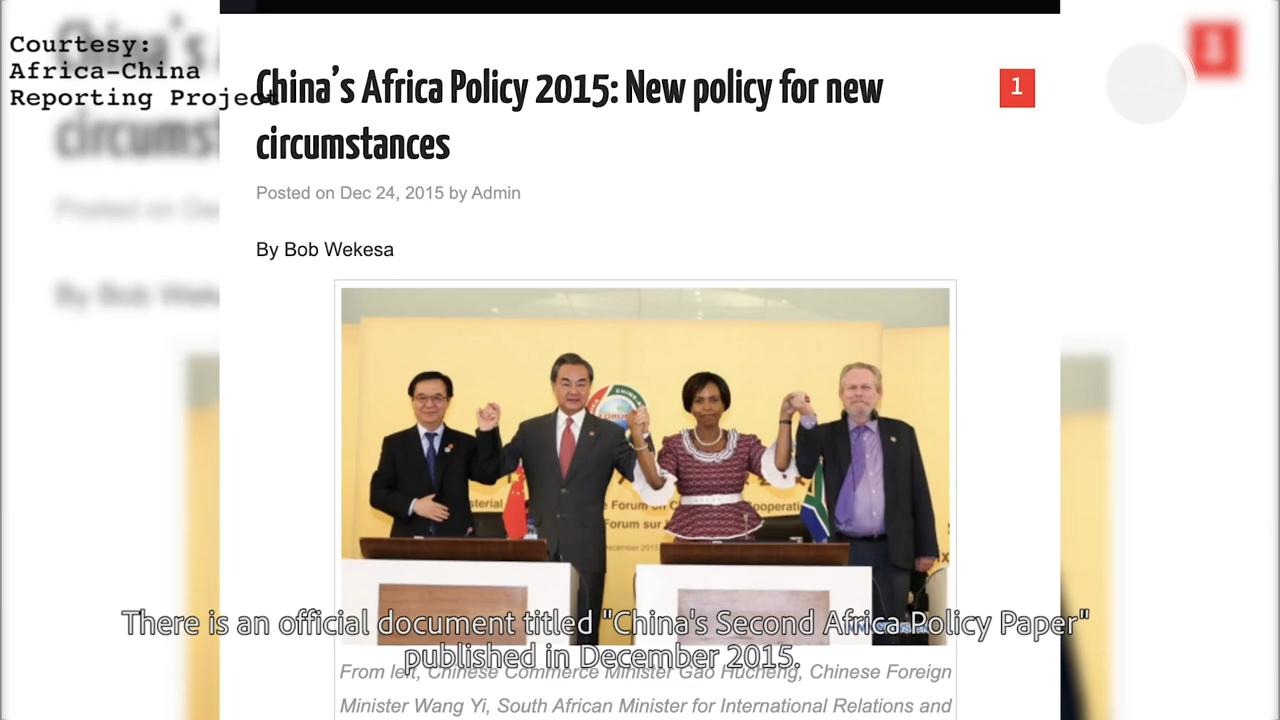 Courtesy:
Africa-China
Reporting Project
China's Africa Policy 2015: New policy for new
circumstances
1
Posted on Dec 24, 2015 by Admin
By Bob Wekesa
There is an official document titled "China's Second Africa Policy Paper"
published in December 2015.
From left, Chinese Commerce Minister Gao Hucheng, Chinese Foreign
Minister Wang Yi, South African Minister for International Relations and